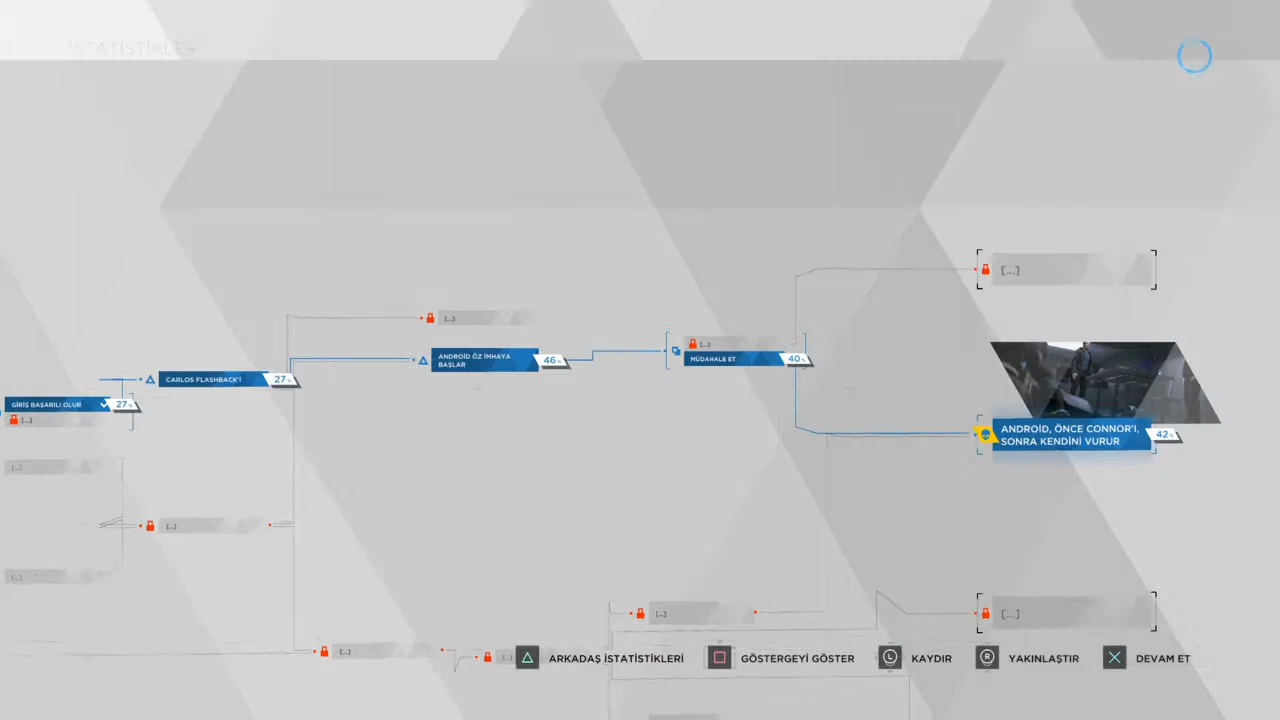 İSTATİSTİKLER
[...]
[...]
ANDROİD ÖZ İMHAYA
BAŞLAR
46%
[...]
MÜDAHALE ET
40%
CARLOS FLASHBACK'İ
27%
GİRİŞ BAŞARILI OLUR
27%
[...]
ANDROİD, ÖNCE CONNOR'I,
SONRA KENDİNİ VURUR
42%
[...]
[...]
[...]
[...]
[...]
[...]
[...]
ARKADAŞ İSTATİSTİKLERİ
GÖSTERGEYİ GÖSTER
L
KAYDIR
R
YAKINLAŞTIR
DEVAM ET